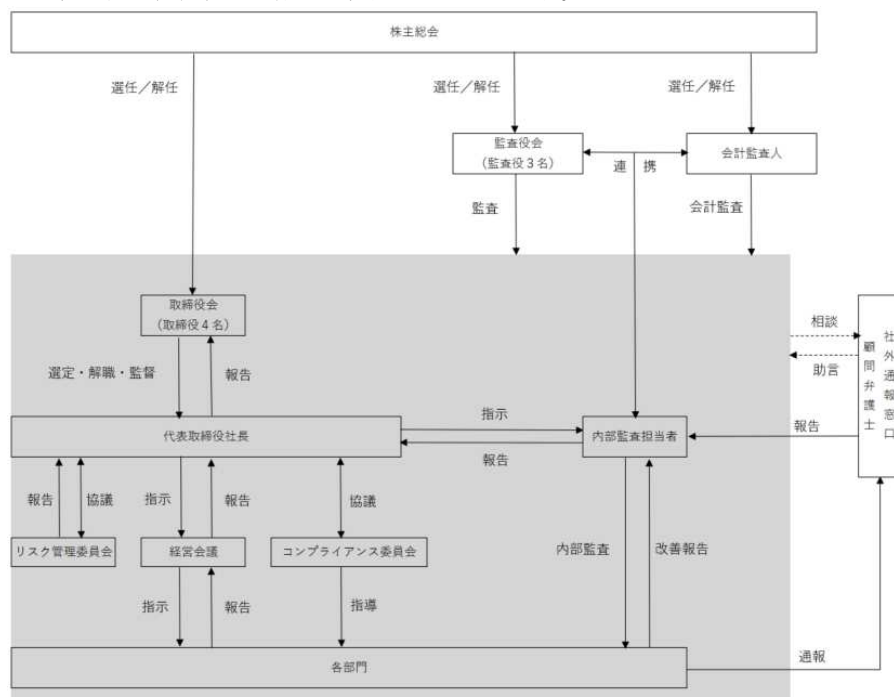 株主総会
選任／解任
選任／解任
選任／解任
監査役会
（監査役３名）
連 携
会計監査人
監査
会計監査
取締役会
（取締役４名）
相談
助言
顧問弁護士
社外通報窓口
選定・解職・監督
報告
代表取締役社長
指示
報告
内部監査担当者
報告
報告
協議
指示
報告
協議
リスク管理委員会
経営会議
コンプライアンス委員会
内部監査
改善報告
指示
報告
指導
各部門
通報